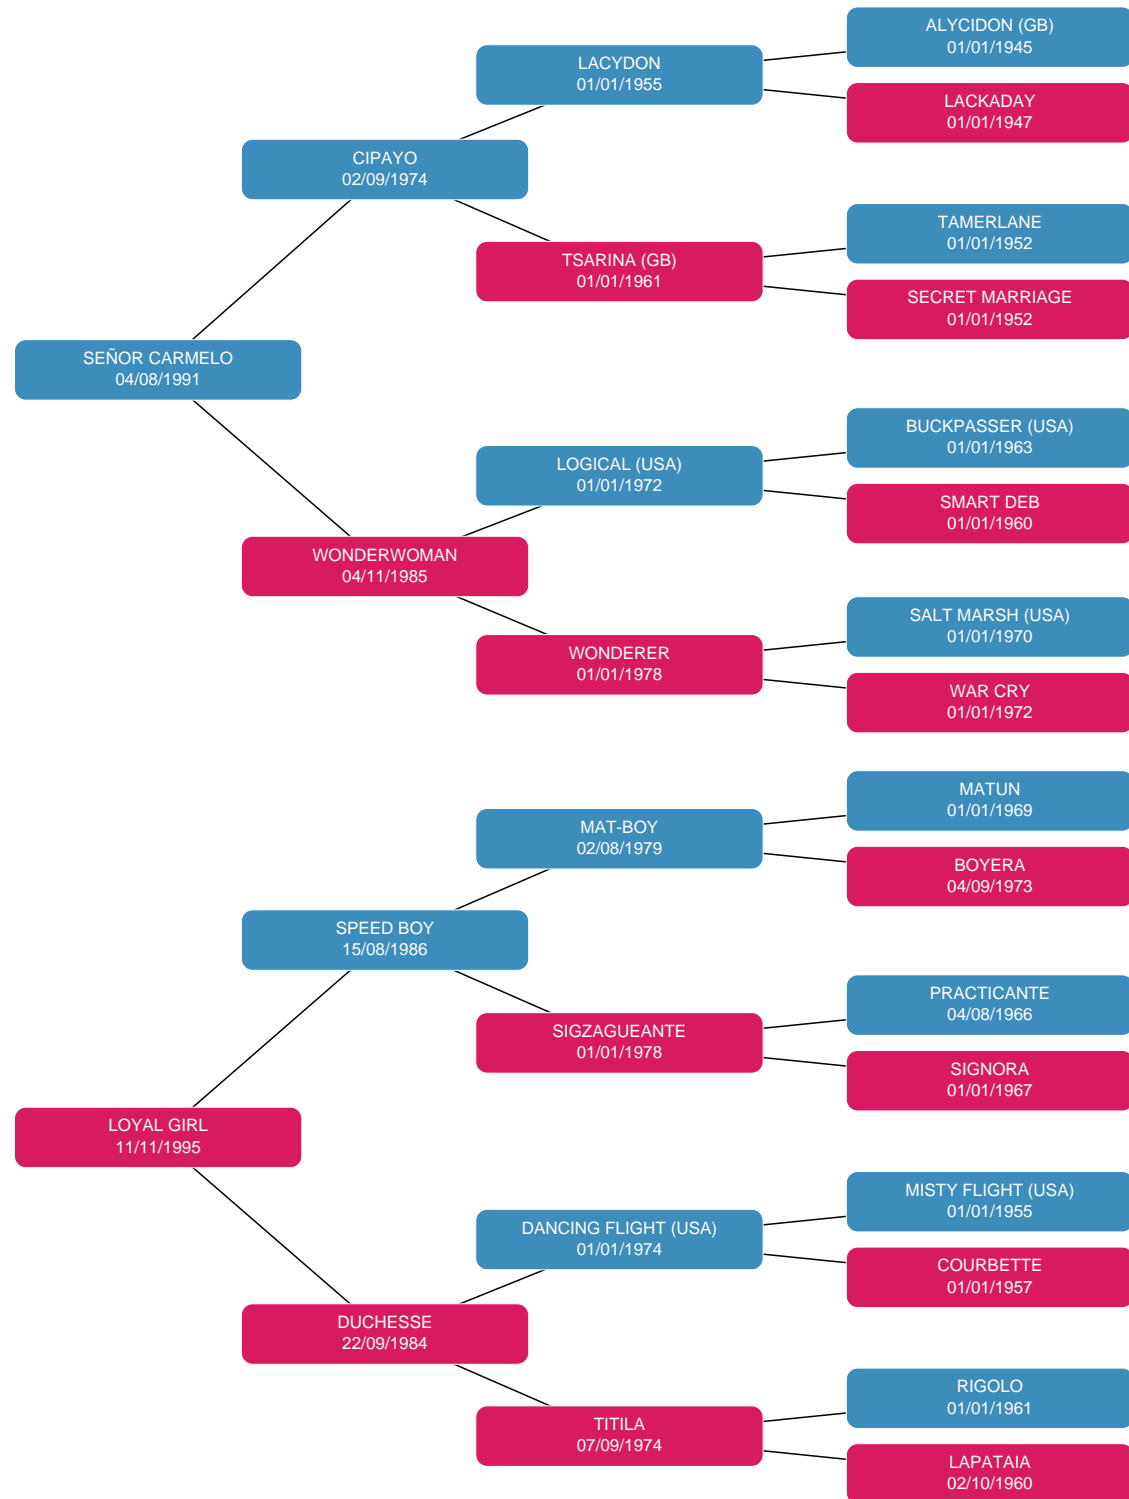 ALYCIDON (GB)
01/01/1945
LACYDON
01/01/1955
LACKADAY
01/01/1947
CIPAYO
02/09/1974
TAMERLANE
01/01/1952
TSARINA (GB)
01/01/1961
SECRET MARRIAGE
01/01/1952
SEÑOR CARMELO
04/08/1991
BUCKPASSER (USA)
01/01/1963
LOGICAL (USA)
01/01/1972
SMART DEB
01/01/1960
WONDERWOMAN
04/11/1985
SALT MARSH (USA)
01/01/1970
WONDERER
01/01/1978
WAR CRY
01/01/1972
MATUN
01/01/1969
MAT-BOY
02/08/1979
BOYERA
04/09/1973
SPEED BOY
15/08/1986
PRACTICANTE
04/08/1966
SIGZAGUEANTE
01/01/1978
SIGNORA
01/01/1967
LOYAL GIRL
11/11/1995
MISTY FLIGHT (USA)
01/01/1955
DANCING FLIGHT (USA)
01/01/1974
COURBETTE
01/01/1957
DUCHESSE
22/09/1984
RIGOLO
01/01/1961
TITILA
07/09/1974
LAPATAIA
02/10/1960